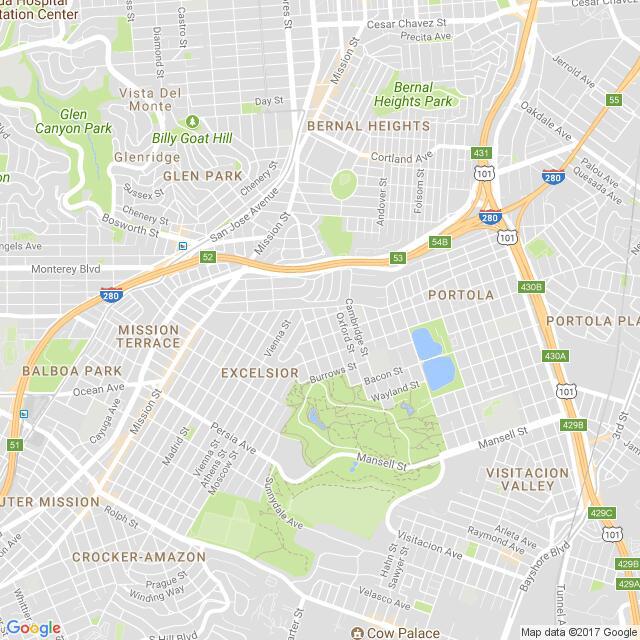 Hospital
tation Center
Castro St
Diamond St
Mission St
Cesar Chavez St
Precita Ave
Cesar Chavez
Jerrold Ave
Vista Del
Monte
Day St
Bernal
Heights Park
55
Glen
Canyon Park
Billy Goat Hill
BERNAL HEIGHTS
Oakdale Ave
Glenridge
Cortland Ave
431
101
280
Palou Ave
Quesada Ave
GLEN PARK
Chenery St
Sussex St
Andover St
Folsom St
Chenery St
Bosworth St
San Jose Avenue
Mission St
280
101
54B
ngels Ave
52
53
Monterey Blvd
430B
280
PORTOLA
PORTOLA PLA
MISSION
TERRACE
Vienna St
Cambridge St
Oxford St
430A
BALBOA PARK
EXCELSIOR
Burrows St
Bacon St
Wayland St
Ocean Ave
101
Mission St
Cayuga Ave
429B
3rd St
51
Madrid St
Persia Ave
Mansell St
Vienna St
Athens St
Moscow St
Mansell St
VISITACION
VALLEY
Sunnydale Ave
UTER MISSION
Rolph St
429C
101
Arleta Ave
Raymond Ave
Visitacion Ave
Bayshore Blvd
CROCKER-AMAZON
Hahn St
Sawyer St
429B
429A
Prague St
Winding Way
Velasco Ave
Tunnel A
Whittier
S Hill Blvd
Cow Palace
Google
Map data ©2017 Google